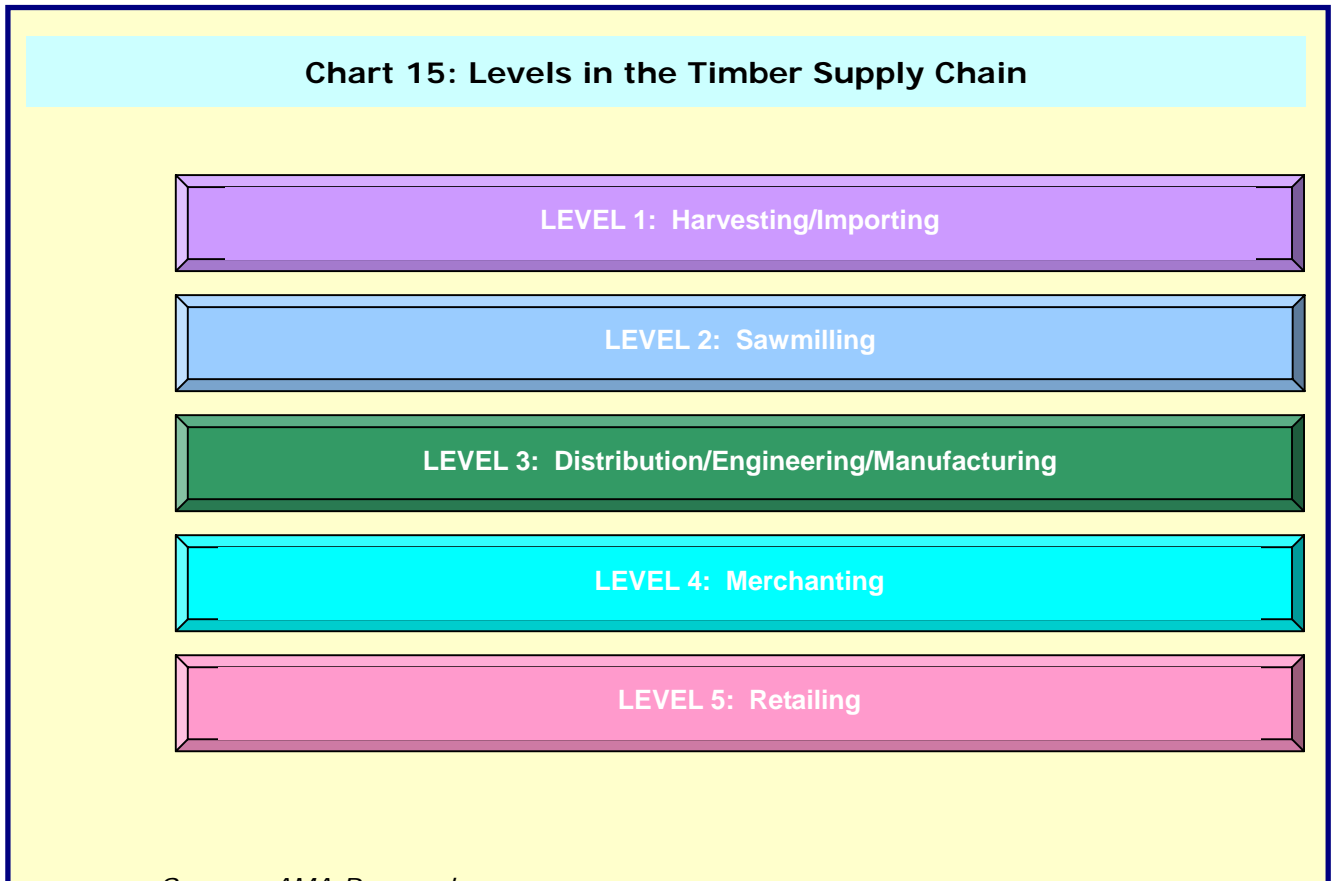 Chart 15: Levels in the Timber Supply Chain
LEVEL 1: Harvesting/Importing
LEVEL 2: Sawmilling
LEVEL 3: Distribution/Engineering/Manufacturing
LEVEL 4: Merchanting
LEVEL 5: Retailing
AMA